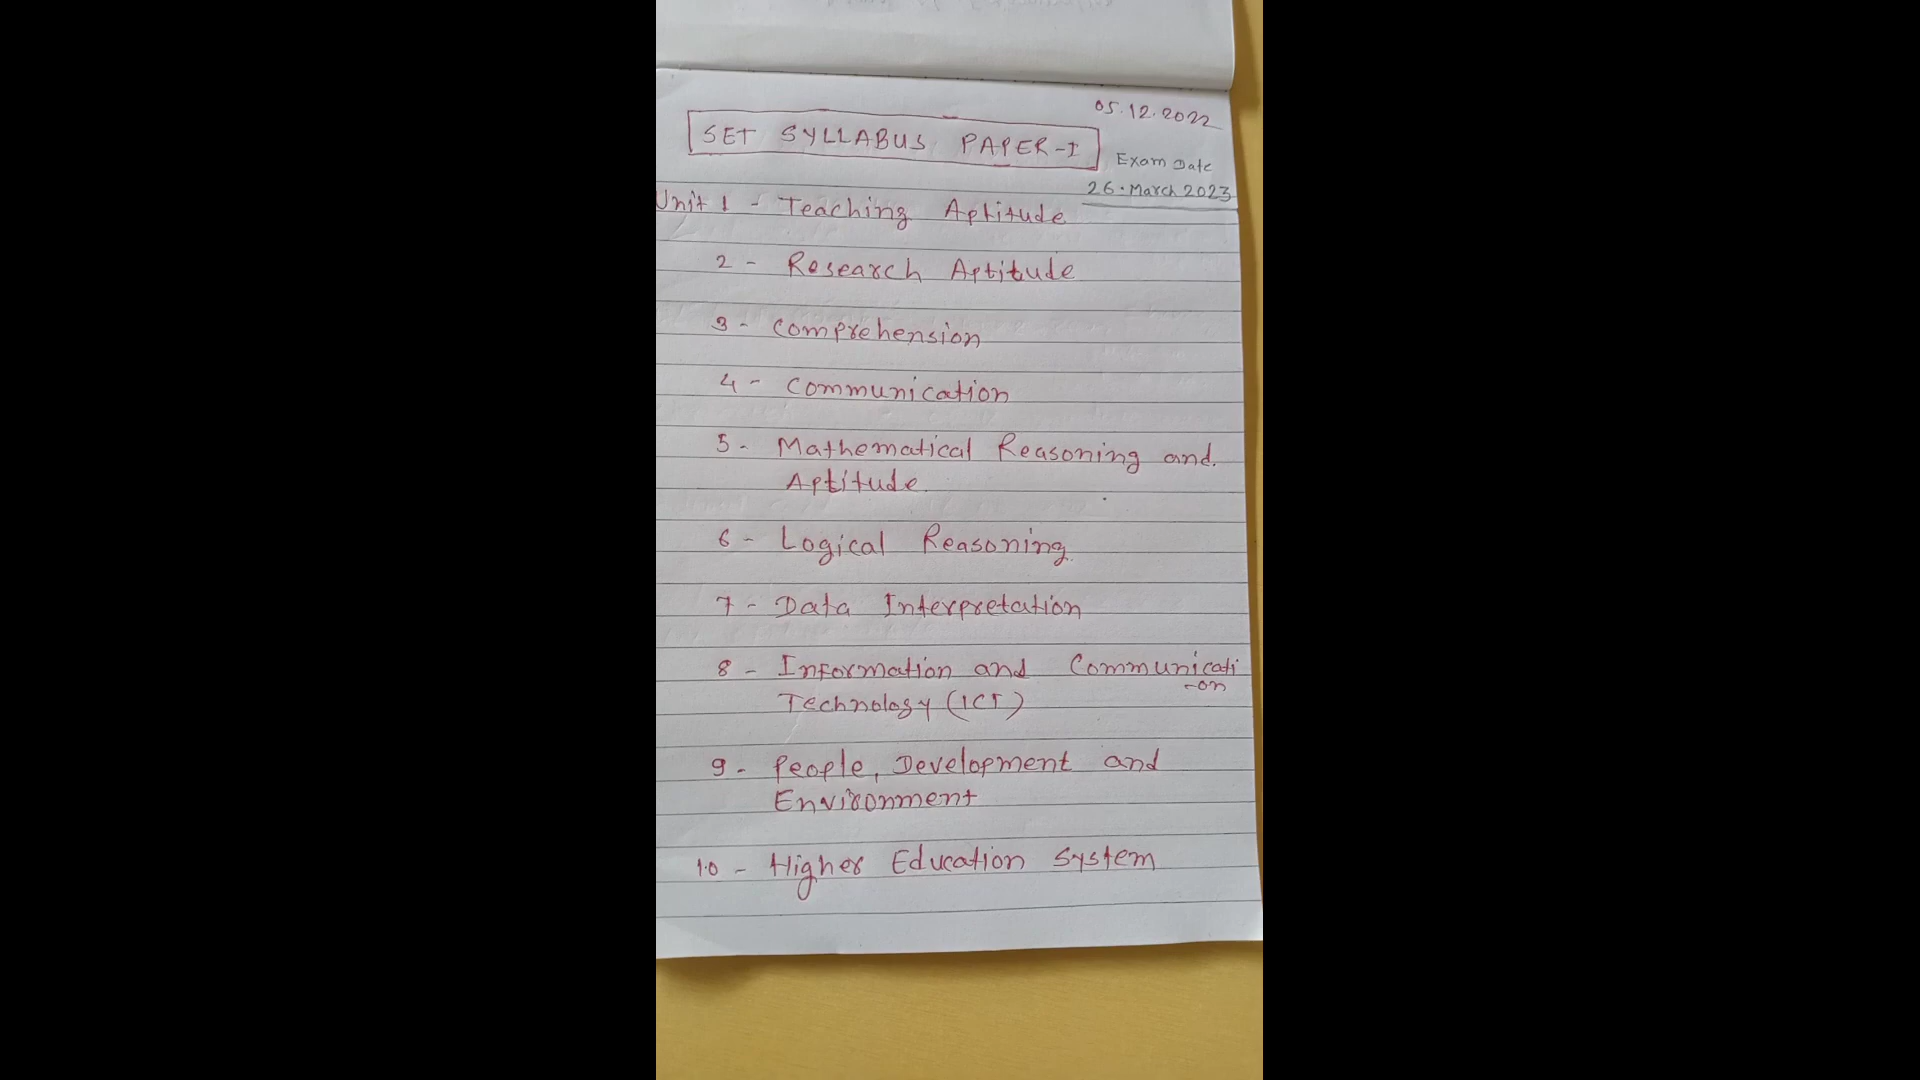 05.12.2022
SET SYLLABUS PAPER-I
Exam Date
26. March 2023
Unit 1 - Teaching Aptitude
2 - Research Aptitude
3 - Comprehension
4 - Communication
5 - Mathematical Reasoning and.
Aptitude.
6 - Logical Reasoning.
7 - Data Interpretation
8 - Information and Communicati
-on
Technology (ICT)
9 - People, Development and
Environment
10 - Higher Education System